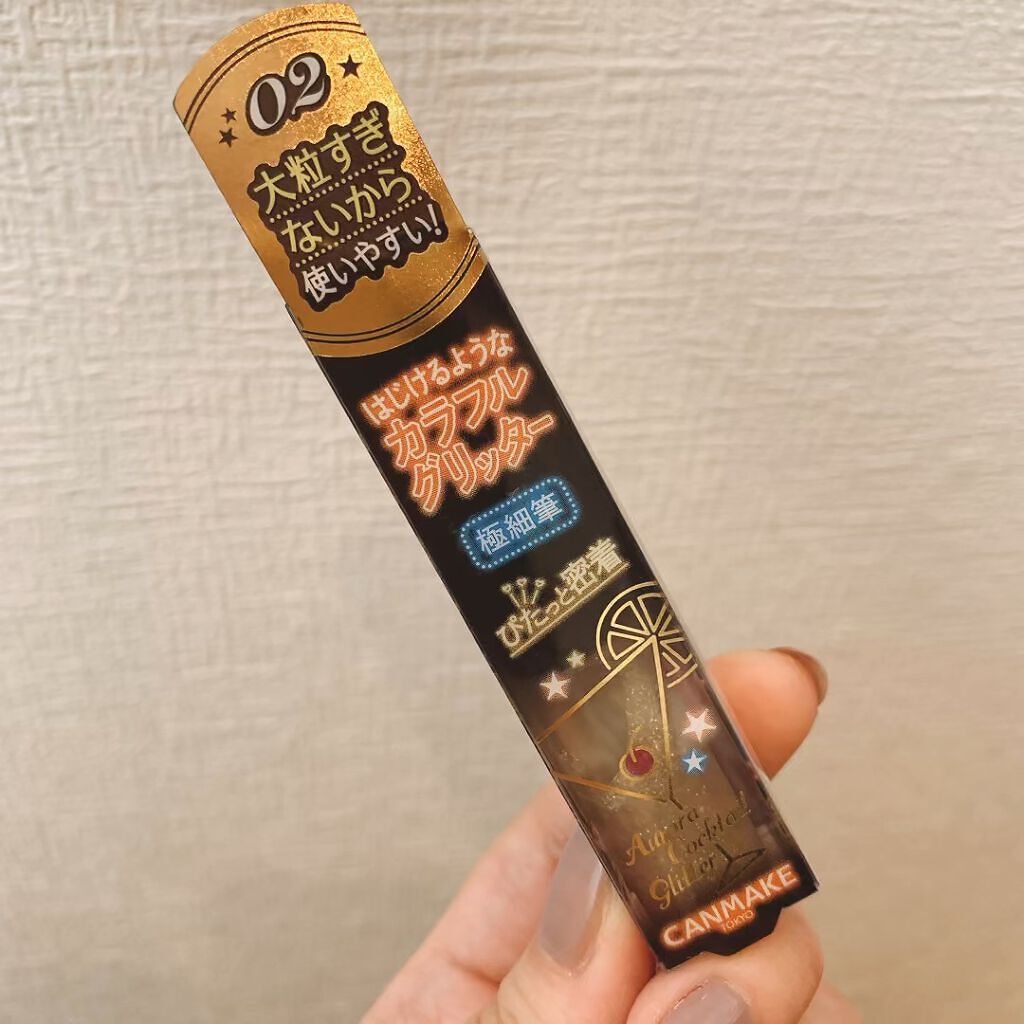 02
大粒すぎ
ないから
使いやすい!
はじけるような
カラフル
グリッター
極細筆
ぴたっと密着
Aurora
Cocktail
Glitter
CANMAKE
TOKYO